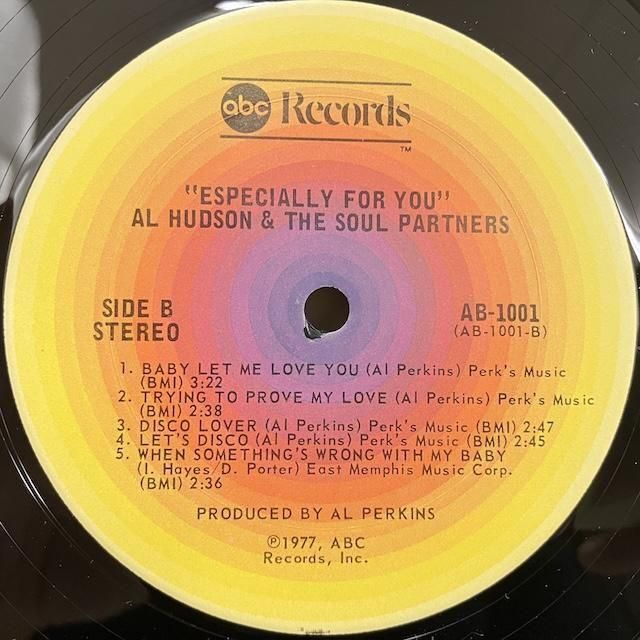 abc Records
TM
"ESPECIALLY FOR YOU"
AL HUDSON & THE SOUL PARTNERS
SIDE B
STEREO
AB-1001
(AB-1001-B)
1. BABY LET ME LOVE YOU (Al Perkins) Perk's Music
(BMI) 3:22
2. TRYING TO PROVE MY LOVE (Al Perkins) Perk's Music
(BMI) 2:38
3. DISCO LOVER (Al Perkins) Perk's Music (BMI) 2:47
4. LET'S DISCO (Al Perkins) Perk's Music (BMI) 2:45
5. WHEN SOMETHING'S WRONG WITH MY BABY
(I. Hayes/D. Porter) East Memphis Music Corp.
(BMI) 2:36
PRODUCED BY AL PERKINS
℗1977, ABC
Records, Inc.